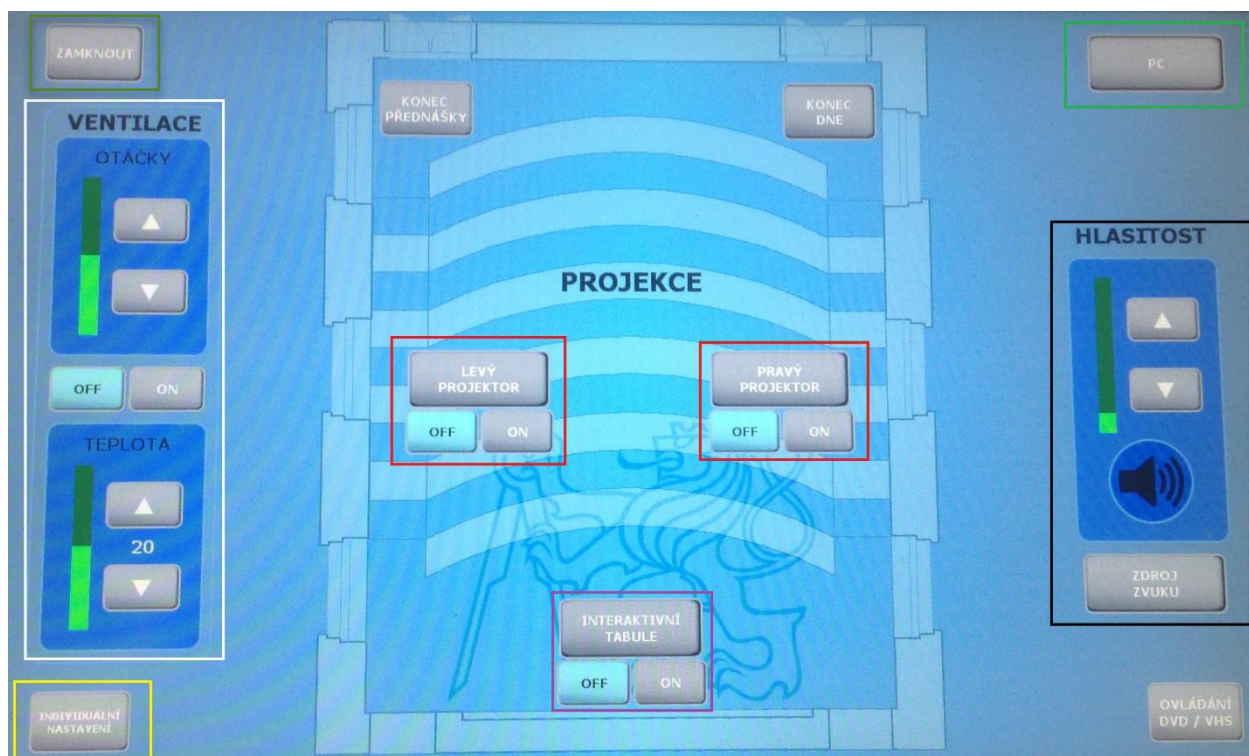 ZAMKNOUT
VENTILACE
OTÁČKY
OFF
ON
TEPLOTA
20
INDIVIDUÁLNÍ
NASTAVENÍ
KONEC
PŘEDNÁŠKY
KONEC
DNE
PROJEKCE
LEVÝ
PROJEKTOR
OFF
ON
PRAVÝ
PROJEKTOR
OFF
ON
INTERAKTIVNÍ
TABULE
OFF
ON
PC
HLASITOST
ZDROJ
ZVUKU
OVLÁDÁNÍ
DVD / VHS